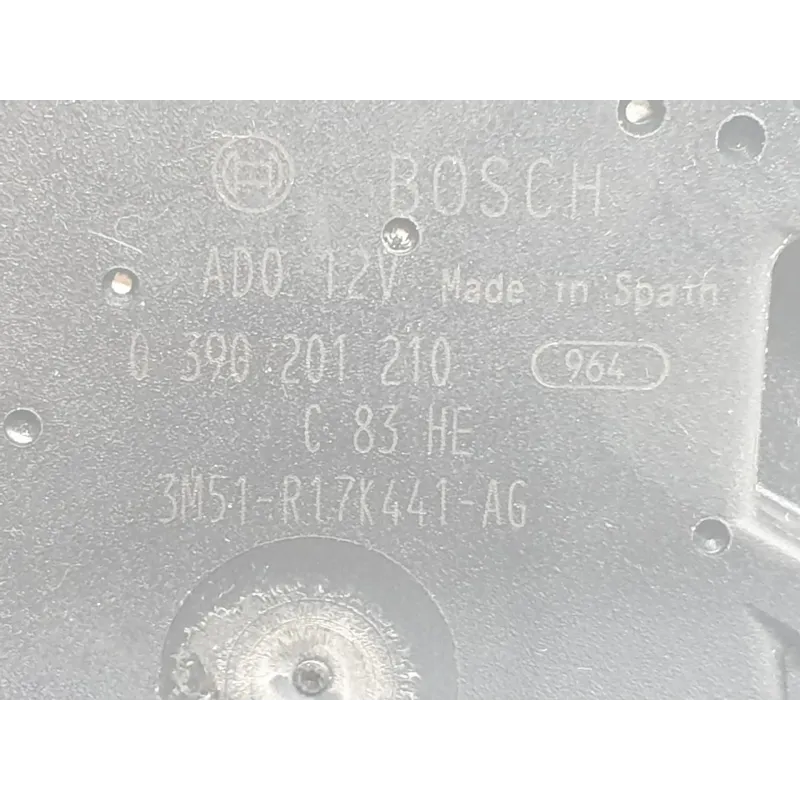 BOSCH
ADO 12V Made in Spain
0 390 201 210 964
C 83 HE
3M51-R17K441-AG